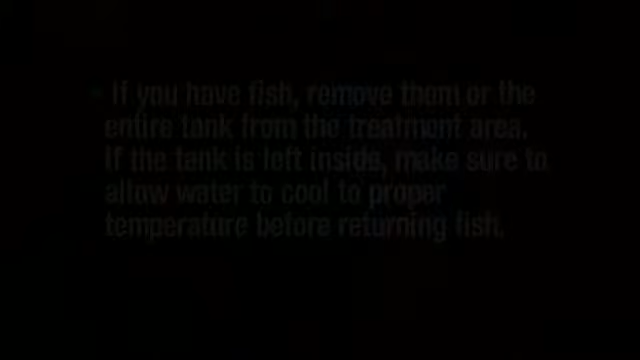 If you have fish, remove them or the
entire tank from the treatment area.
If the tank is left inside, make sure to
allow water to cool to proper
temperature before returning fish.